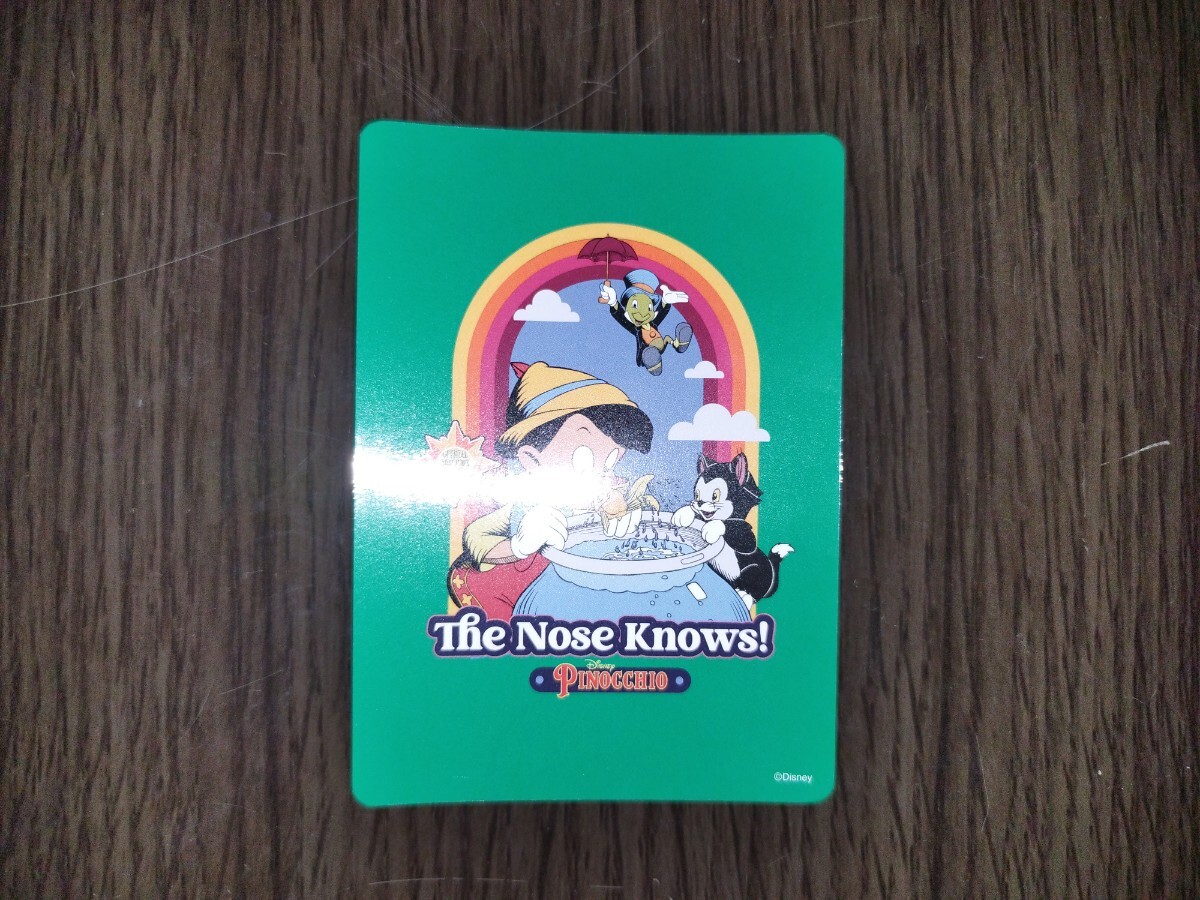 The Nose Knows!
Disney
PINOCCHIO
©Disney